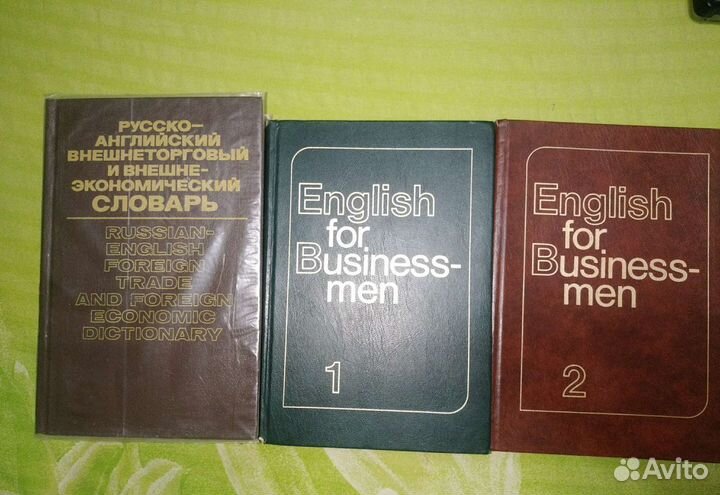 РУССКО-
АНГЛИЙСКИЙ
ВНЕШНЕТОРГОВЫЙ
И ВНЕШНЕ-
ЭКОНОМИЧЕСКИЙ
СЛОВАРЬ
RUSSIAN-
ENGLISH
FOREIGN
TRADE
AND FOREIGN
ECONOMIC
DICTIONARY
English
for
Business-
men
1
English
for
Business-
men
2
Avito